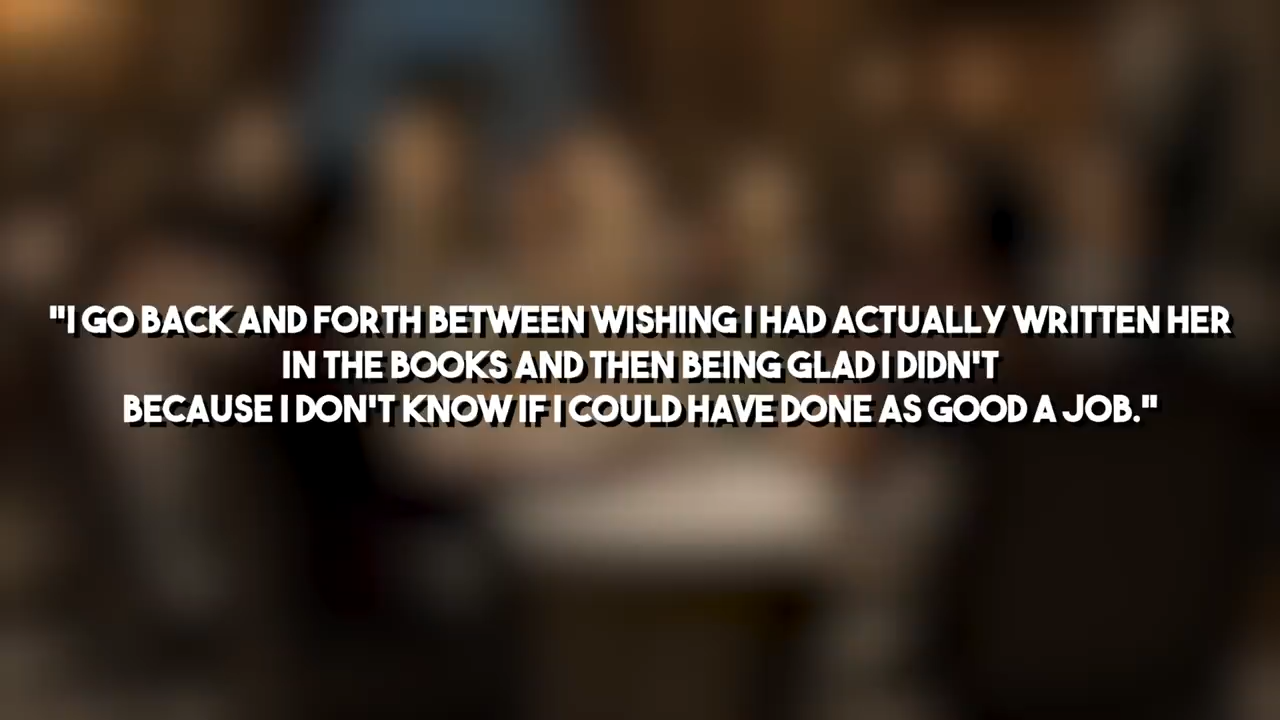 "I GO BACK AND FORTH BETWEEN WISHING I HAD ACTUALLY WRITTEN HER
IN THE BOOKS AND THEN BEING GLAD I DIDN'T
BECAUSE I DON'T KNOW IF I COULD HAVE DONE AS GOOD A JOB."